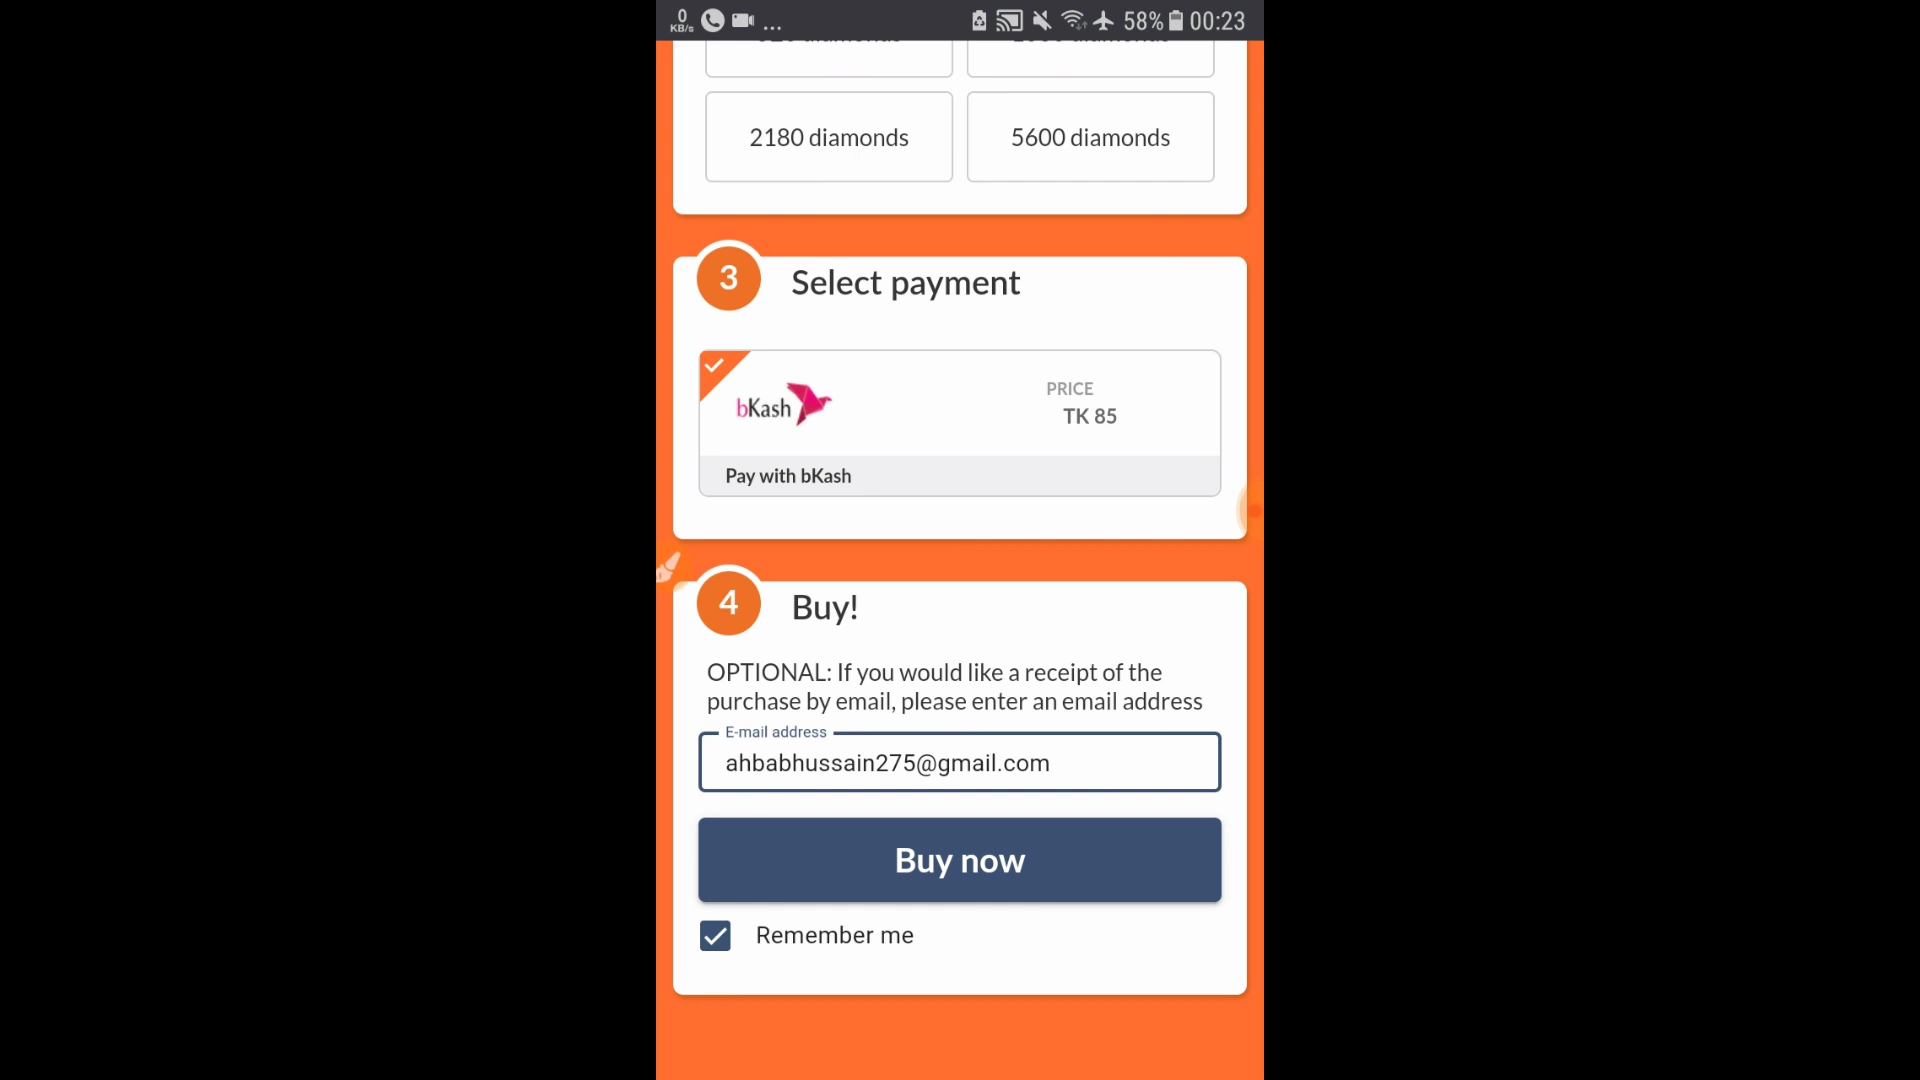 0
KB/s
...
58%
00:23
diamonds
diamonds
2180 diamonds
5600 diamonds
3
Select payment
bKash
PRICE
TK 85
Pay with bKash
4
Buy!
OPTIONAL: If you would like a receipt of the
purchase by email, please enter an email address
E-mail address
ahbabhussain275@gmail.com
Buy now
Remember me